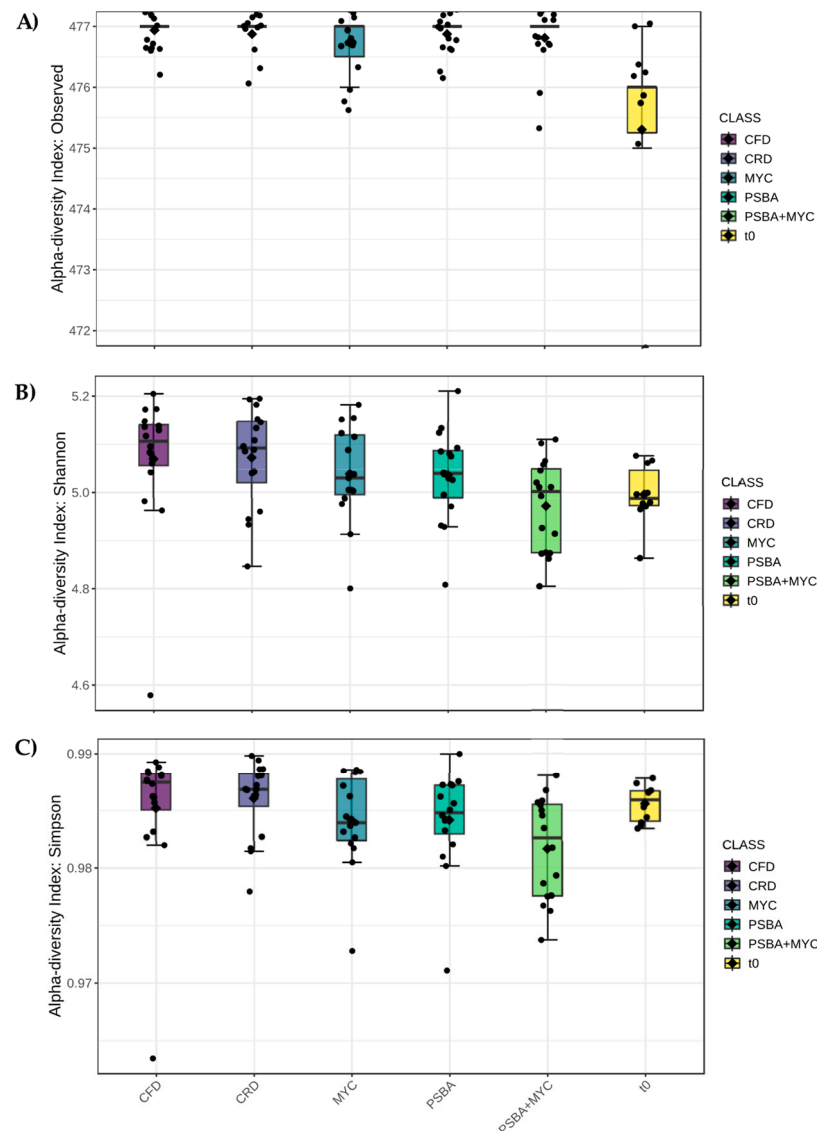 A)
Alpha-diversity Index: Observed
477
476
475
474
473
472
CLASS
CFD
CRD
MYC
PSBA
PSBA+MYC
t0
B)
Alpha-diversity Index: Shannon
5.2
5.0
4.8
4.6
CLASS
CFD
CRD
MYC
PSBA
PSBA+MYC
t0
C)
Alpha-diversity Index: Simpson
0.99
0.98
0.97
CLASS
CFD
CRD
MYC
PSBA
PSBA+MYC
t0
CFD
CRD
MYC
PSBA
PSBA+MYC
t0